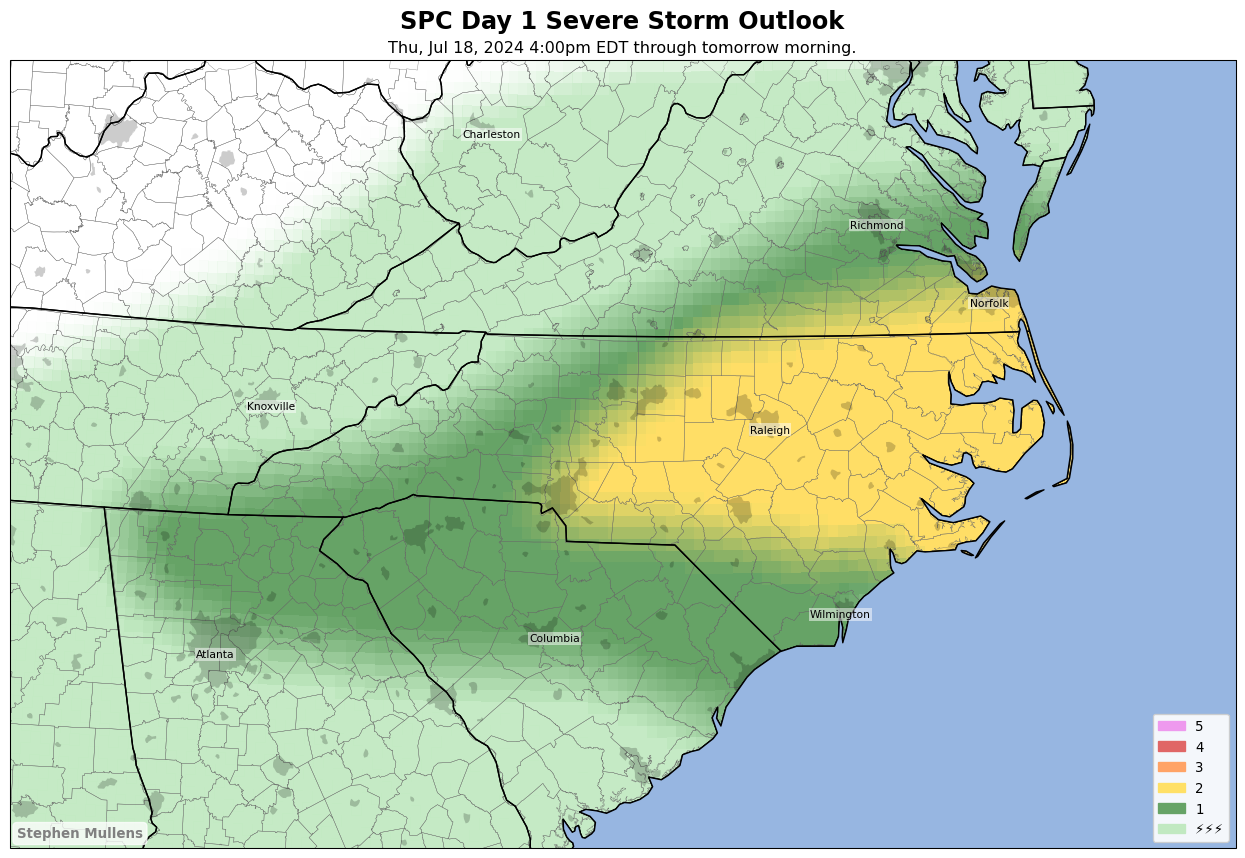 SPC Day 1 Severe Storm Outlook
Thu, Jul 18, 2024 4:00pm EDT through tomorrow morning.
Charleston
Richmond
Norfolk
Knoxville
Raleigh
Wilmington
Columbia
Atlanta
5
4
3
2
1
⚡⚡⚡
Stephen Mullens